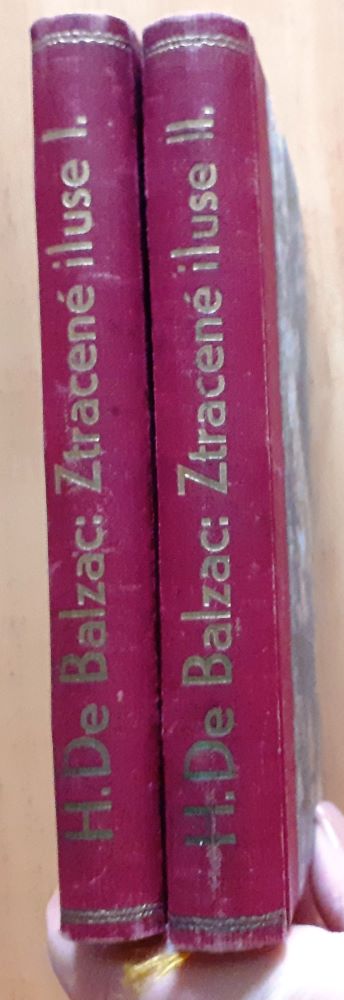 H. De Balzac: Ztracené iluse I.
H. De Balzac: Ztracené iluse II.